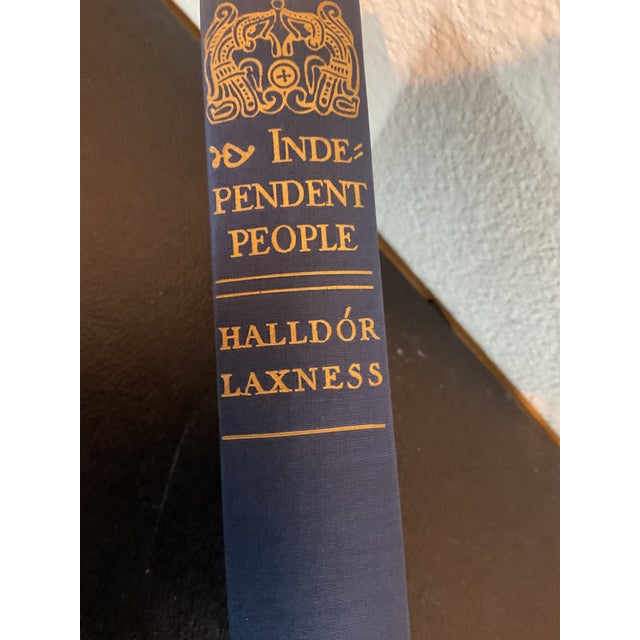 INDE=
PENDENT
PEOPLE
HALLDÓR
LAXNESS